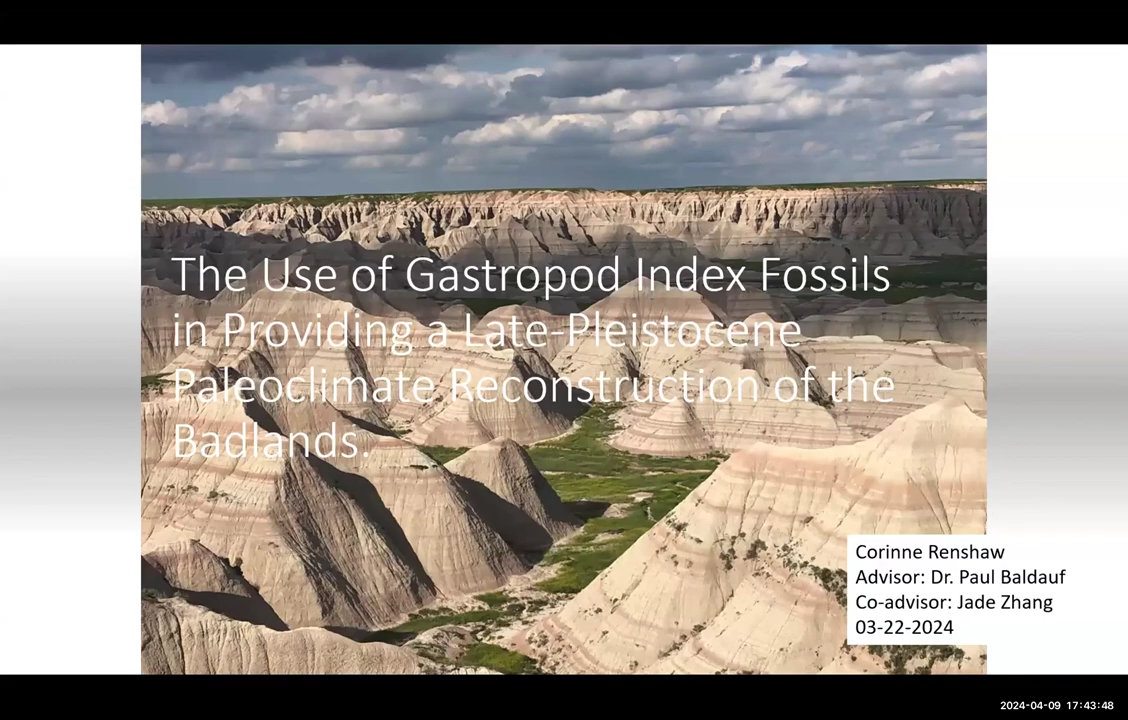 The Use of Gastropod Index Fossils
in Providing a Late-Pleistocene
Paleoclimate Reconstruction of the
Badlands.
Corinne Renshaw
Advisor: Dr. Paul Baldauf
Co-advisor: Jade Zhang
03-22-2024
2024-04-09 17:43:48